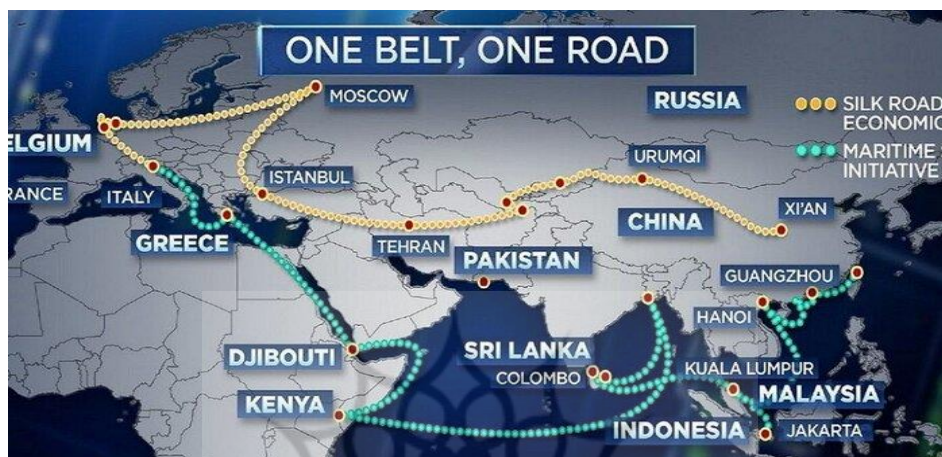 ONE BELT, ONE ROAD
MOSCOW
RUSSIA
SILK ROAD
ECONOMIC
MARITIME
INITIATIVE
ELGIUM
RANCE
ITALY
ISTANBUL
URUMQI
XI'AN
CHINA
GREECE
TEHRAN
PAKISTAN
GUANGZHOU
HANOI
DJIBOUTI
SRI LANKA
COLOMBO
KUALA LUMPUR
MALAYSIA
KENYA
INDONESIA
JAKARTA